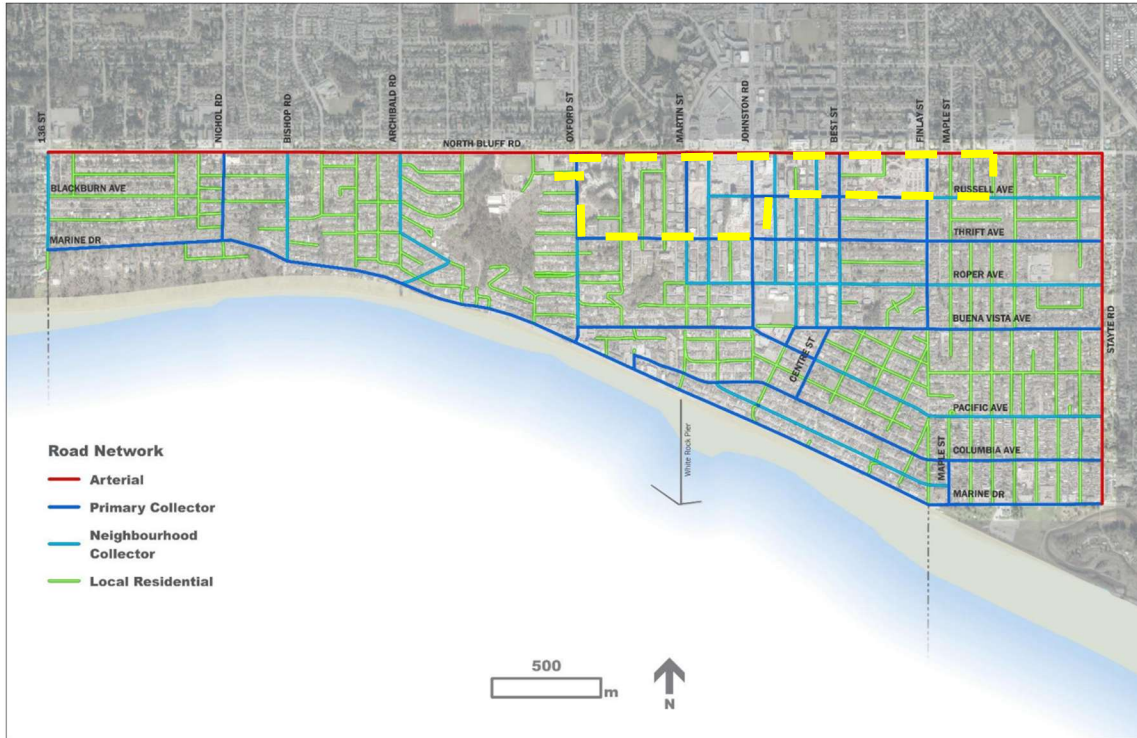 136 ST
NICHOL RD
BISHOP RD
ARCHIBALD RD
OXFORD ST
MARTIN ST
JOHNSTON RD
BEST ST
FINLAY ST
MAPLE ST
NORTH BLUFF RD
BLACKBURN AVE
RUSSELL AVE
MARINE DR
THRIFT AVE
ROPER AVE
BUENA VISTA AVE
STAYTE RD
CENTRE ST
PACIFIC AVE
COLUMBIA AVE
MAPLE ST
MARINE DR
White Rock Pier
Road Network
Arterial
Primary Collector
Neighbourhood
Collector
Local Residential
500
m
N